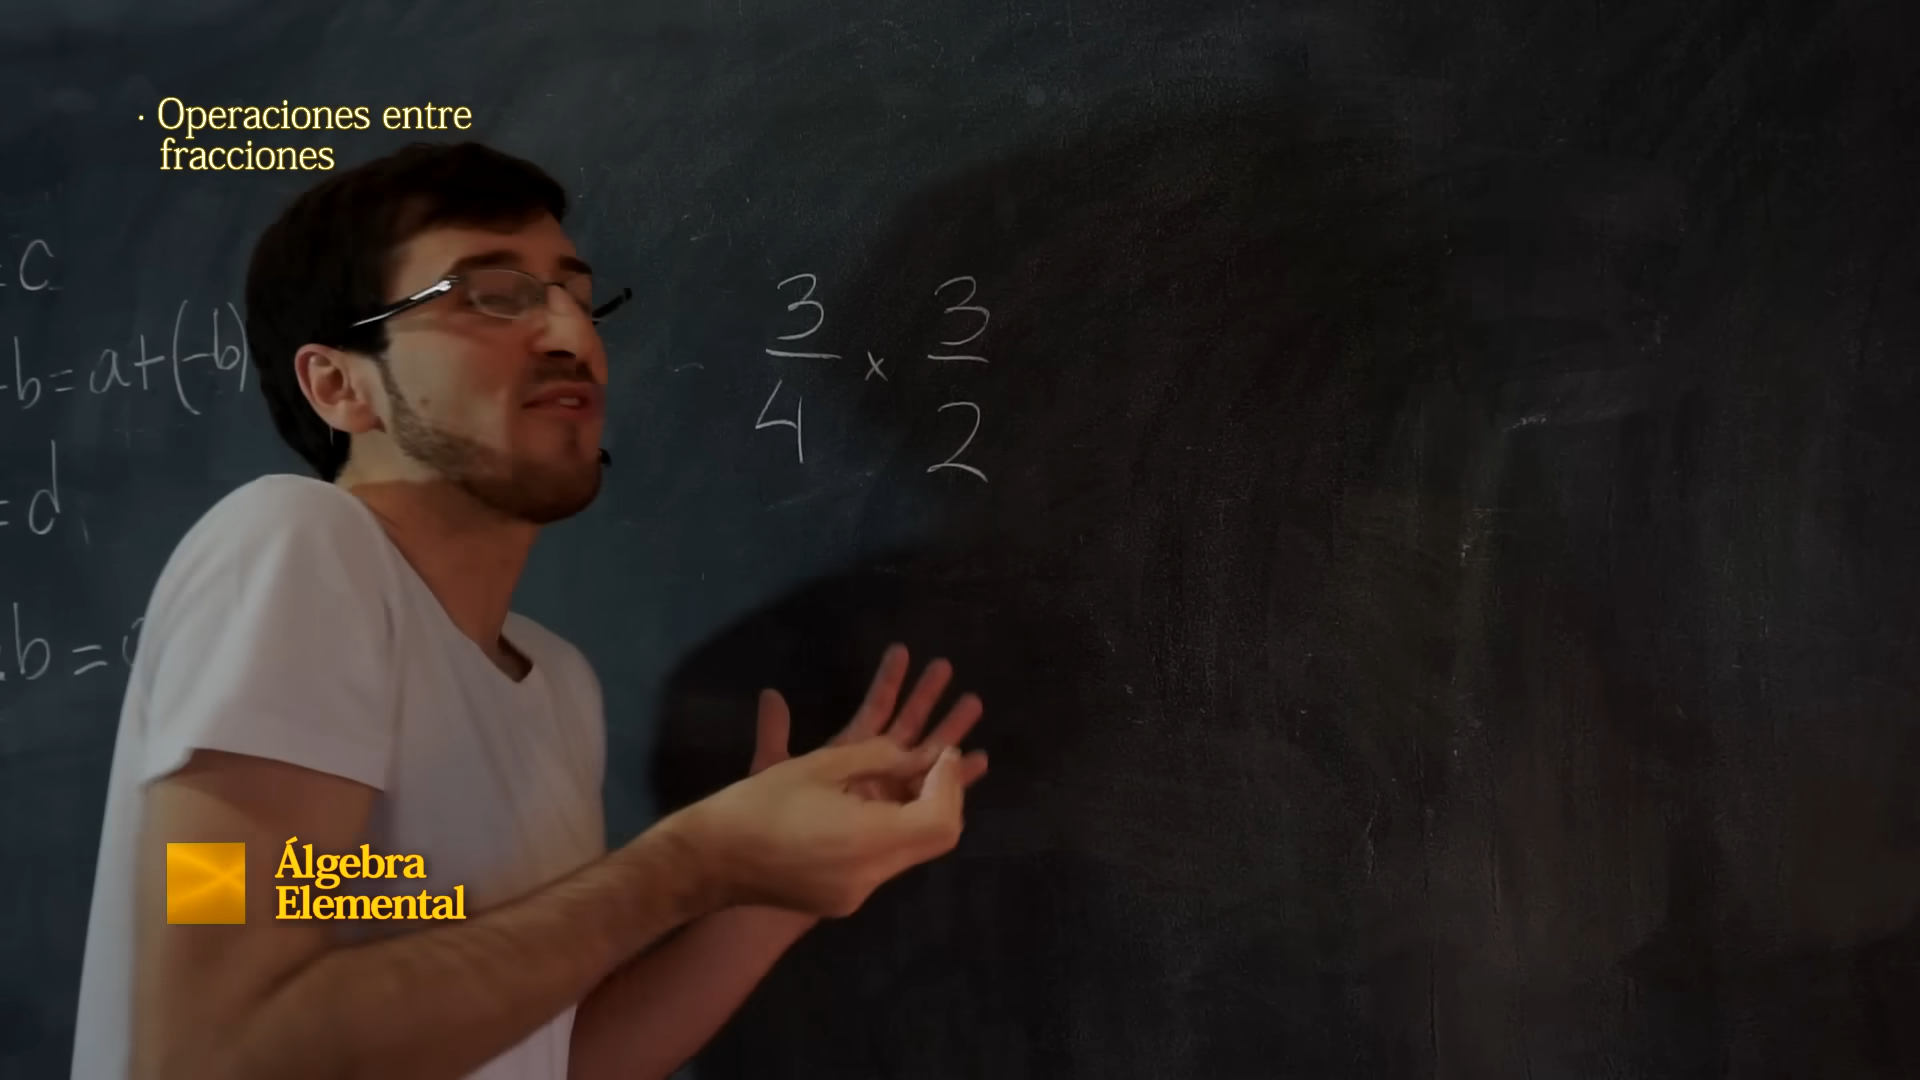 · Operaciones entre
fracciones
=c
-b=a+(-b)
=d
b=
3 3
— × —
4 2
Álgebra
Elemental